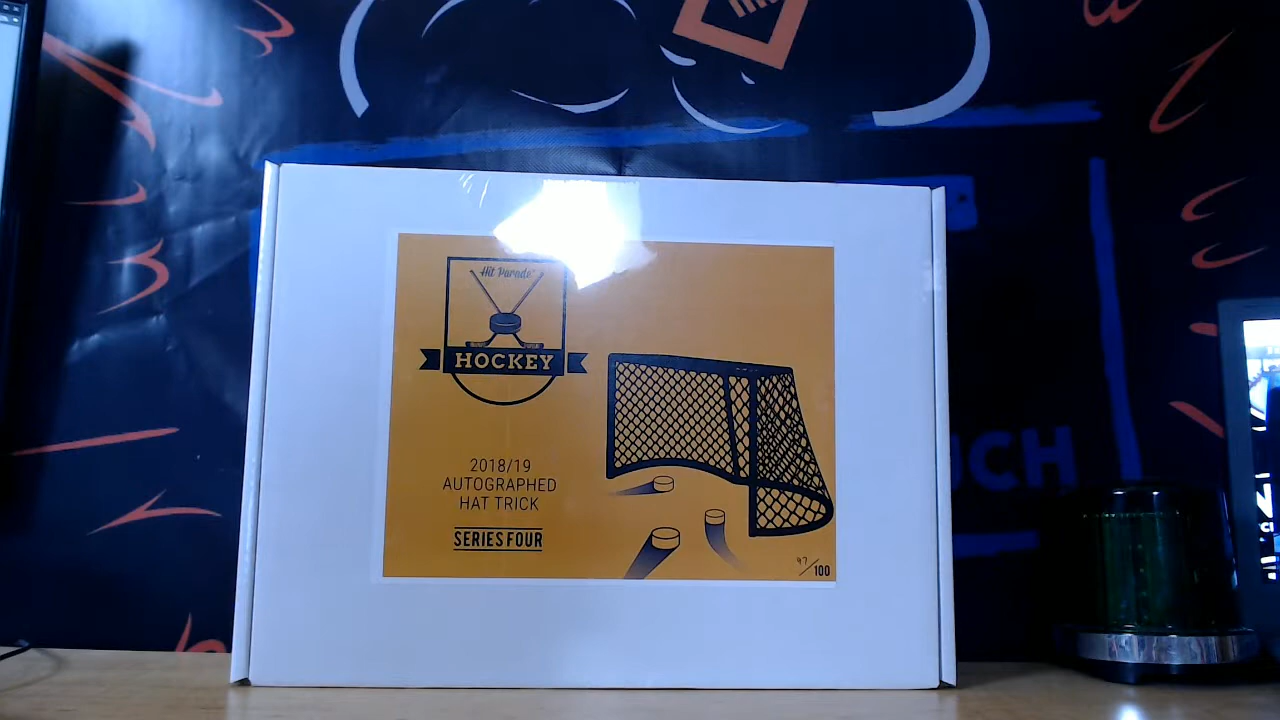 Hit Parade
HOCKEY
2018/19
AUTOGRAPHED
HAT TRICK
SERIES FOUR
97/100